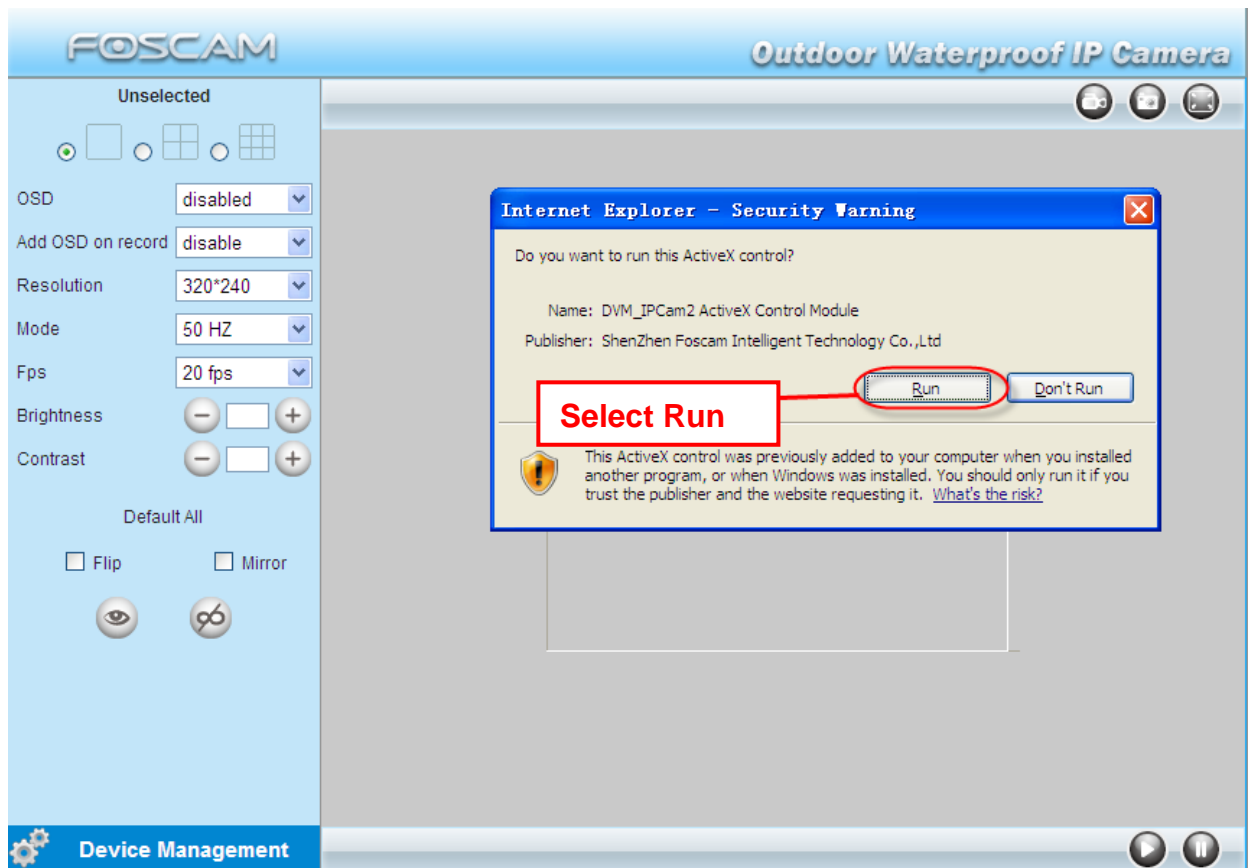 FOSCAM
Outdoor Waterproof IP Camera
Unselected
OSD
disabled
Add OSD on record
disable
Resolution
320*240
Mode
50 HZ
Fps
20 fps
Brightness
Contrast
Default All
Flip
Mirror
Device Management
Internet Explorer - Security Warning
Do you want to run this ActiveX control?
Name: DVM_IPCam2 ActiveX Control Module
Publisher: ShenZhen Foscam Intelligent Technology Co.,Ltd
Run
Don't Run
Select Run
This ActiveX control was previously added to your computer when you installed
another program, or when Windows was installed. You should only run it if you
trust the publisher and the website requesting it. What's the risk?